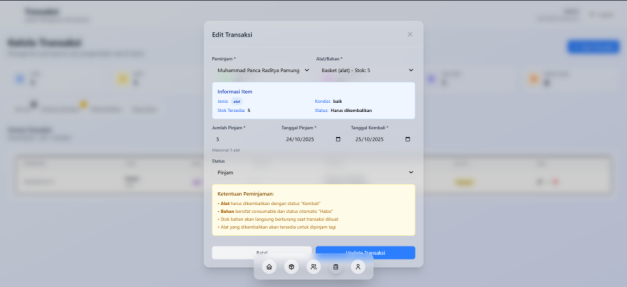 Transaksi
Kelola Transaksi
Edit Transaksi
Peminjam *
Alat/Bahan *
Muhammad Panca Raditya Pamung
Basket (alat) - Stok: 5
Informasi Item
Jenis: alat
Kondisi: baik
Stok Tersedia: 5
Status: Harus dikembalikan
Jumlah Pinjam *
Tanggal Pinjam *
Tanggal Kembali *
5
24/10/2025
25/10/2025
Maksimal 5 unit
Status
Pinjam
Ketentuan Peminjaman:
• Alat harus dikembalikan dengan status "Kembali"
• Bahan bersifat consumable dan status otomatis "Habis"
• Stok bahan akan langsung berkurang saat transaksi dibuat
• Alat yang dikembalikan akan tersedia untuk dipinjam lagi
Batal
Update Transaksi